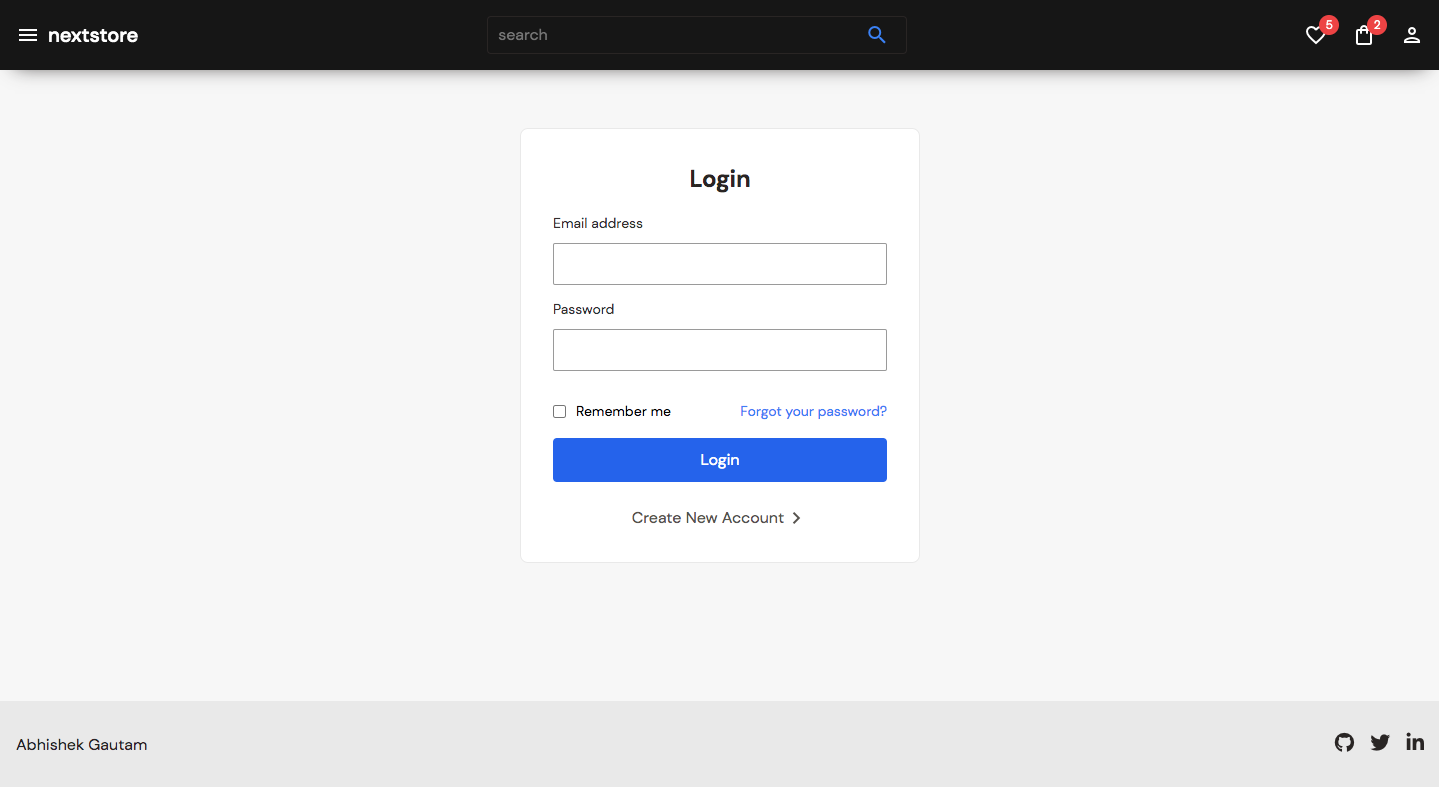 nextstore
search
5
2
Login
Email address
Password
Remember me
Forgot your password?
Login
Create New Account
Abhishek Gautam